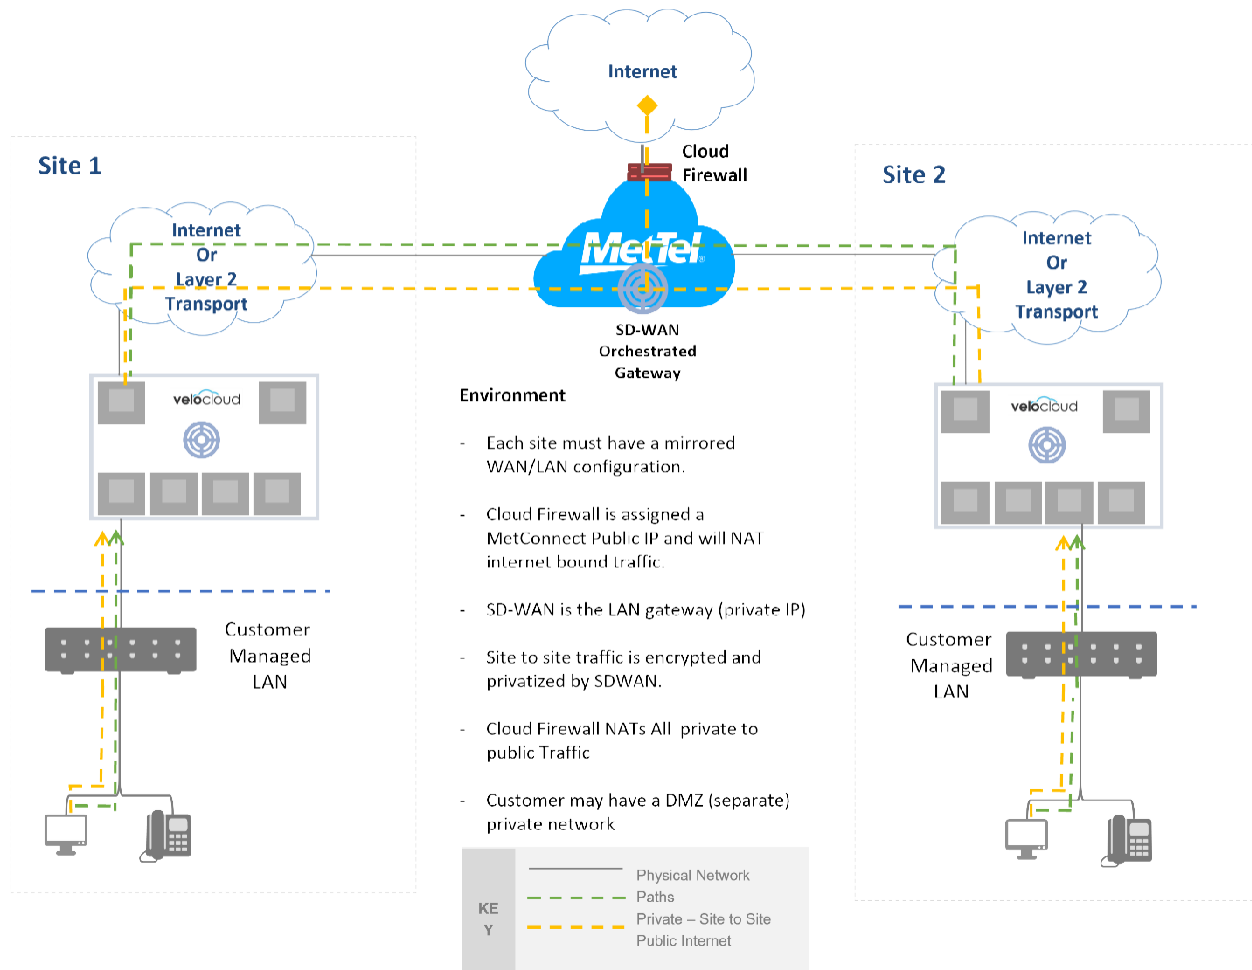 Internet
Cloud
Firewall
Site 1
Site 2
Internet
Or
Layer 2
Transport
MetTel®
Internet
Or
Layer 2
Transport
SD-WAN
Orchestrated
Gateway
velocloud
velocloud
Environment
- Each site must have a mirrored
WAN/LAN configuration.
- Cloud Firewall is assigned a
MetConnect Public IP and will NAT
internet bound traffic.
- SD-WAN is the LAN gateway (private IP)
- Site to site traffic is encrypted and
privatized by SDWAN.
- Cloud Firewall NATs All private to
public Traffic
- Customer may have a DMZ (separate)
private network
Customer
Managed
LAN
Customer
Managed
LAN
KE
Y
Physical Network
Paths
Private – Site to Site
Public Internet